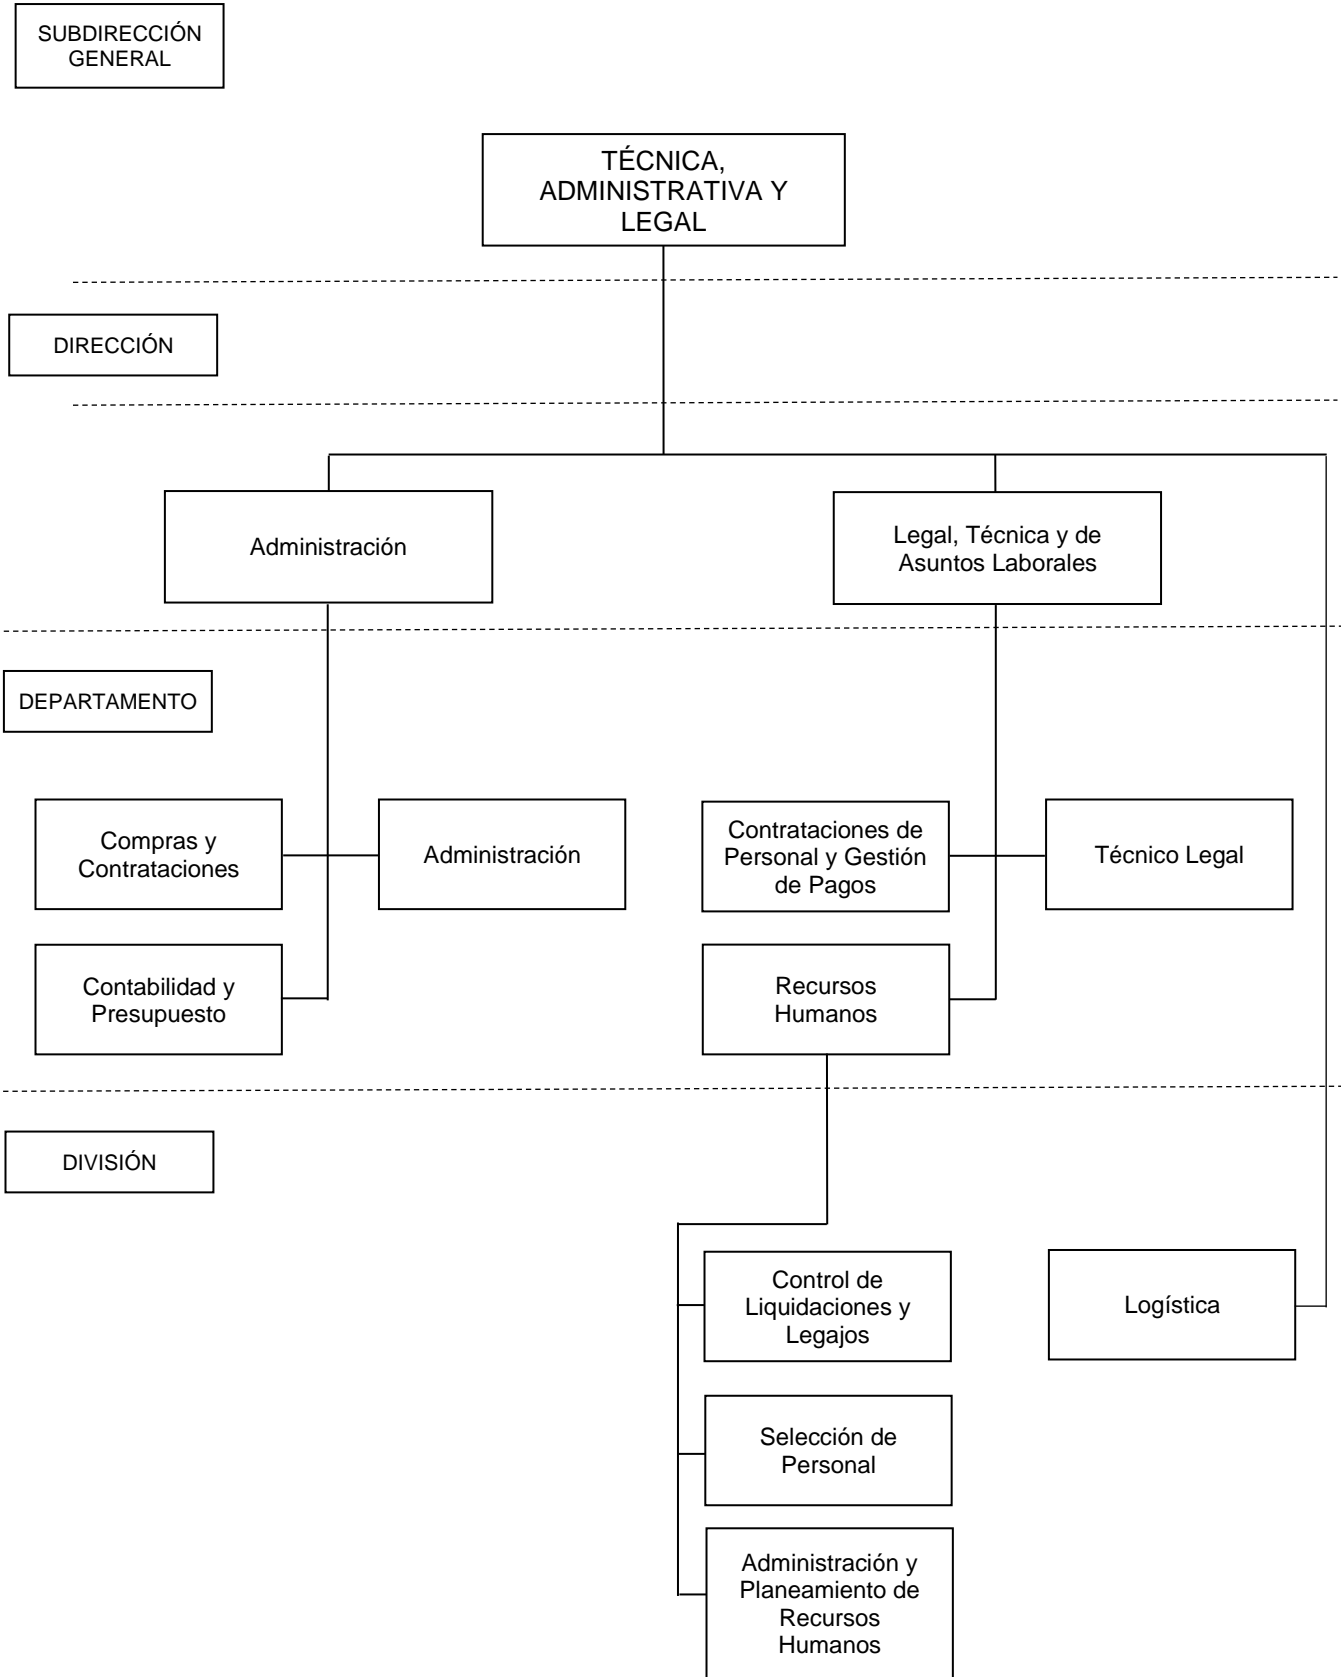 SUBDIRECCIÓN
GENERAL
TÉCNICA,
ADMINISTRATIVA Y
LEGAL
DIRECCIÓN
Administración
Legal, Técnica y de
Asuntos Laborales
DEPARTAMENTO
Compras y
Contrataciones
Administración
Contrataciones de
Personal y Gestión
de Pagos
Técnico Legal
Contabilidad y
Presupuesto
Recursos
Humanos
DIVISIÓN
Control de
Liquidaciones y
Legajos
Logística
Selección de
Personal
Administración y
Planeamiento de
Recursos
Humanos